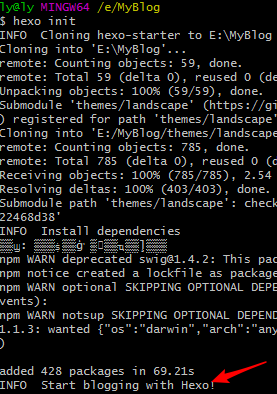 ly@ly MINGW64 /e/MyBlog
$ hexo init
INFO  Cloning hexo-starter to E:\MyBlog
Cloning into 'E:\MyBlog'...
remote: Counting objects: 59, done.
remote: Total 59 (delta 0), reused 0 (de
Unpacking objects: 100% (59/59), done.
Submodule 'themes/landscape' (https://gi
) registered for path 'themes/landscape'
Cloning into 'E:/MyBlog/themes/landscape
remote: Counting objects: 785, done.
remote: Total 785 (delta 0), reused 0 (d
Receiving objects: 100% (785/785), 2.54
Resolving deltas: 100% (403/403), done.
Submodule path 'themes/landscape': check
22468d38'
INFO  Install dependencies
npm WARN deprecated swig@1.4.2: This pac
npm notice created a lockfile as package
npm WARN optional SKIPPING OPTIONAL DEPE
vents):
npm WARN notsup SKIPPING OPTIONAL DEPEND
1.1.3: wanted {"os":"darwin","arch":"any
)
added 428 packages in 69.21s
INFO  Start blogging with Hexo!